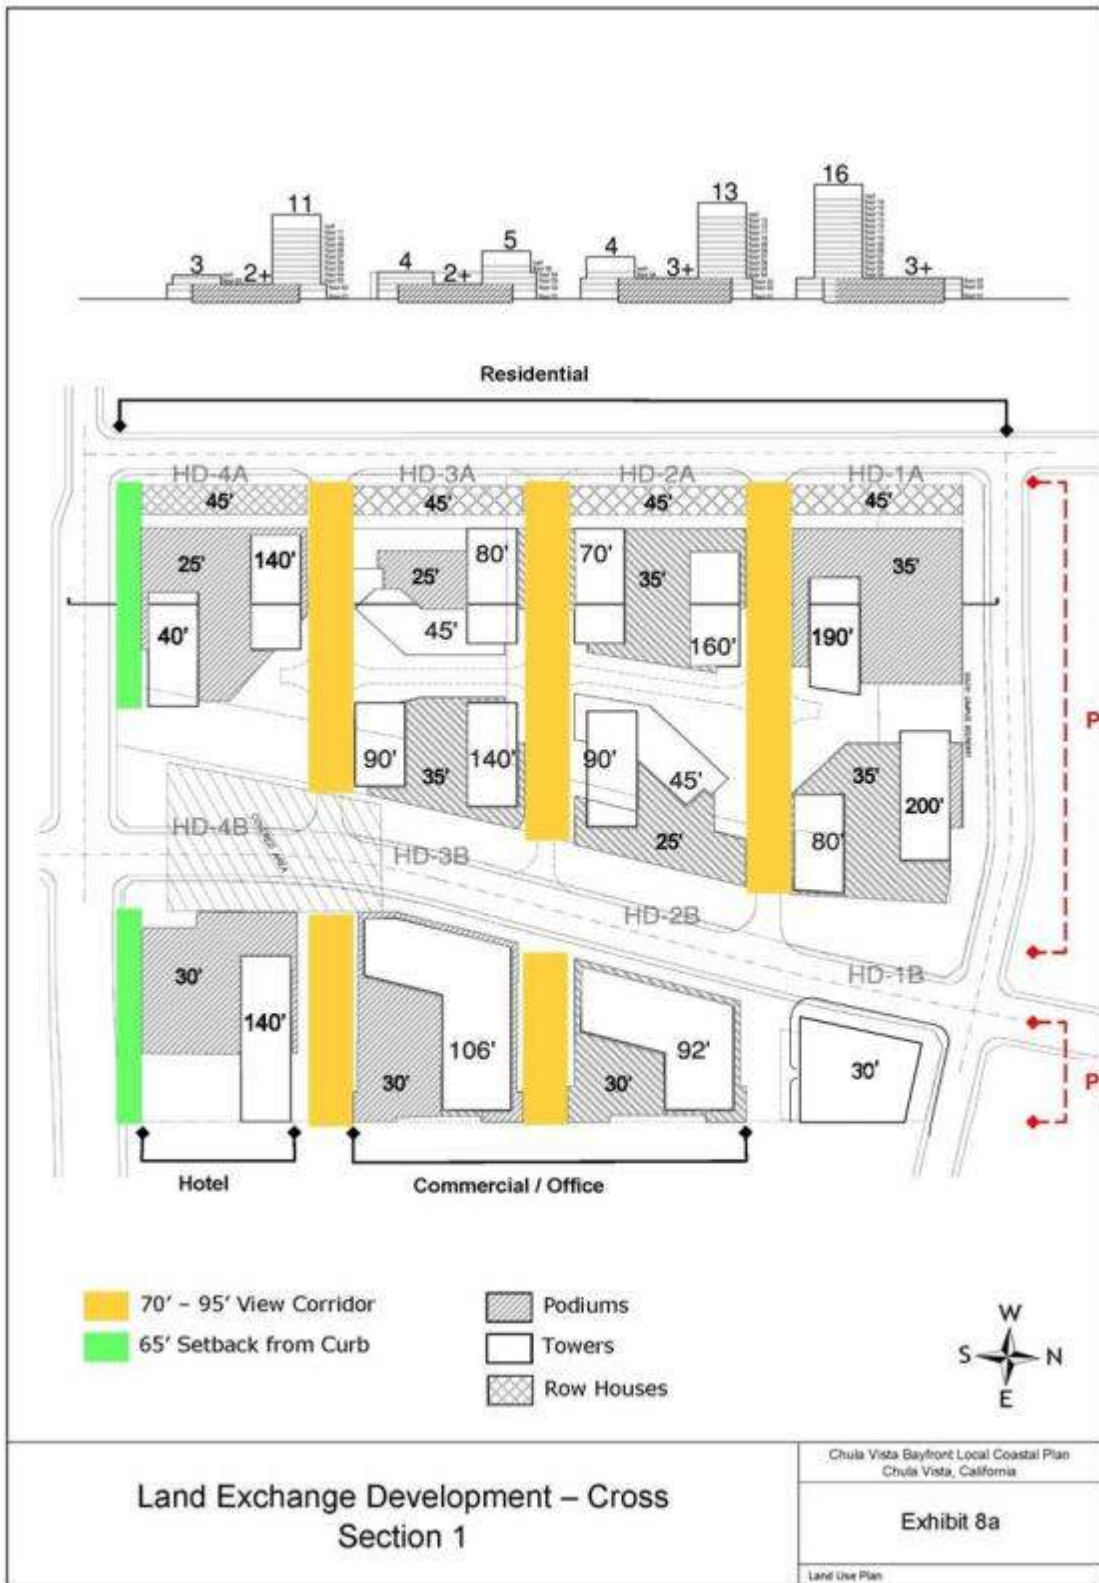 11
13
16
3
2+
4
2+
5
4
3+
3+
Residential
HD-4A
HD-3A
HD-2A
HD-1A
45'
45'
45'
45'
25'
140'
25'
80'
70'
35'
35'
40'
45'
160'
190'
90'
35'
140'
90'
45'
25'
35'
200'
80'
P
HD-4B
HD-3B
HD-2B
HD-1B
30'
140'
30'
106'
30'
92'
30'
P
Hotel
Commercial / Office
70' – 95' View Corridor
65' Setback from Curb
Podiums
Towers
Row Houses
W
S
N
E
Land Exchange Development – Cross
Section 1
Chula Vista Bayfront Local Coastal Plan
Chula Vista, California
Exhibit 8a
Land Use Plan